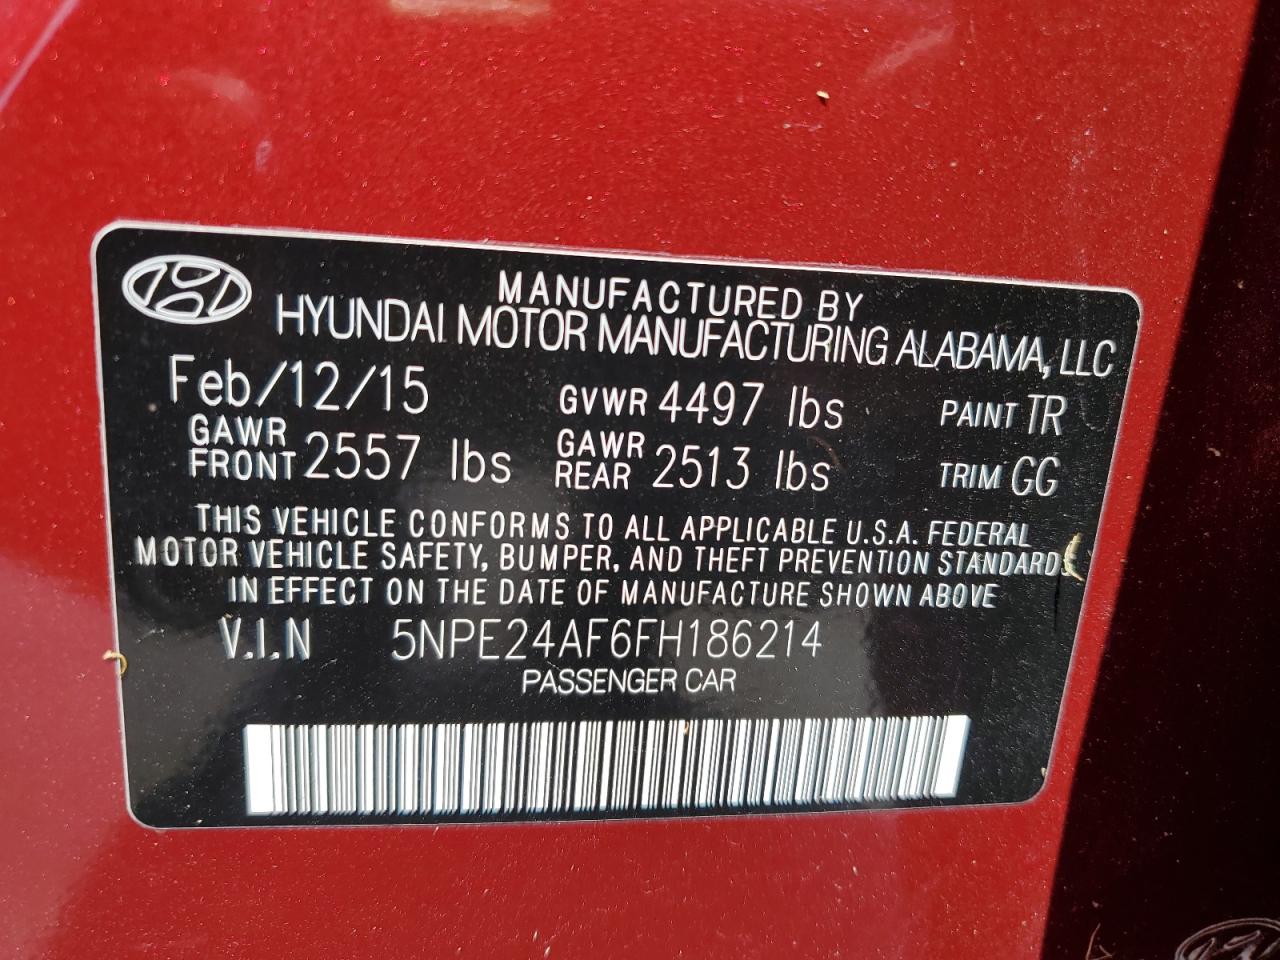 MANUFACTURED BY
HYUNDAI MOTOR MANUFACTURING ALABAMA, LLC
Feb/12/15 GVWR 4497 lbs PAINT TR
GAWR FRONT 2557 lbs GAWR REAR 2513 lbs TRIM GG
THIS VEHICLE CONFORMS TO ALL APPLICABLE U.S.A. FEDERAL
MOTOR VEHICLE SAFETY, BUMPER, AND THEFT PREVENTION STANDARDS
IN EFFECT ON THE DATE OF MANUFACTURE SHOWN ABOVE
V.I.N 5NPE24AF6FH186214
PASSENGER CAR